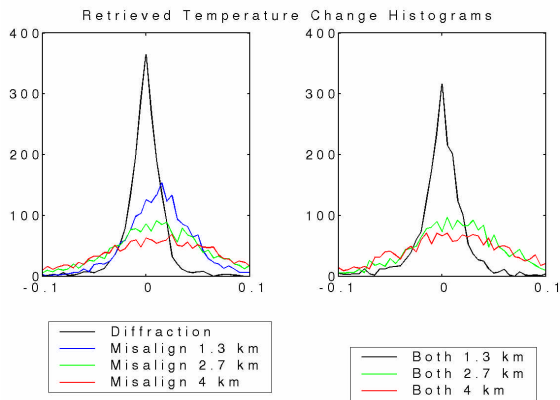 Retrieved Temperature Change Histograms
400
300
200
100
0
-0.1
0
0.1
400
300
200
100
0
-0.1
0
0.1
Diffraction
Misalign 1.3 km
Misalign 2.7 km
Misalign 4 km
Both 1.3 km
Both 2.7 km
Both 4 km